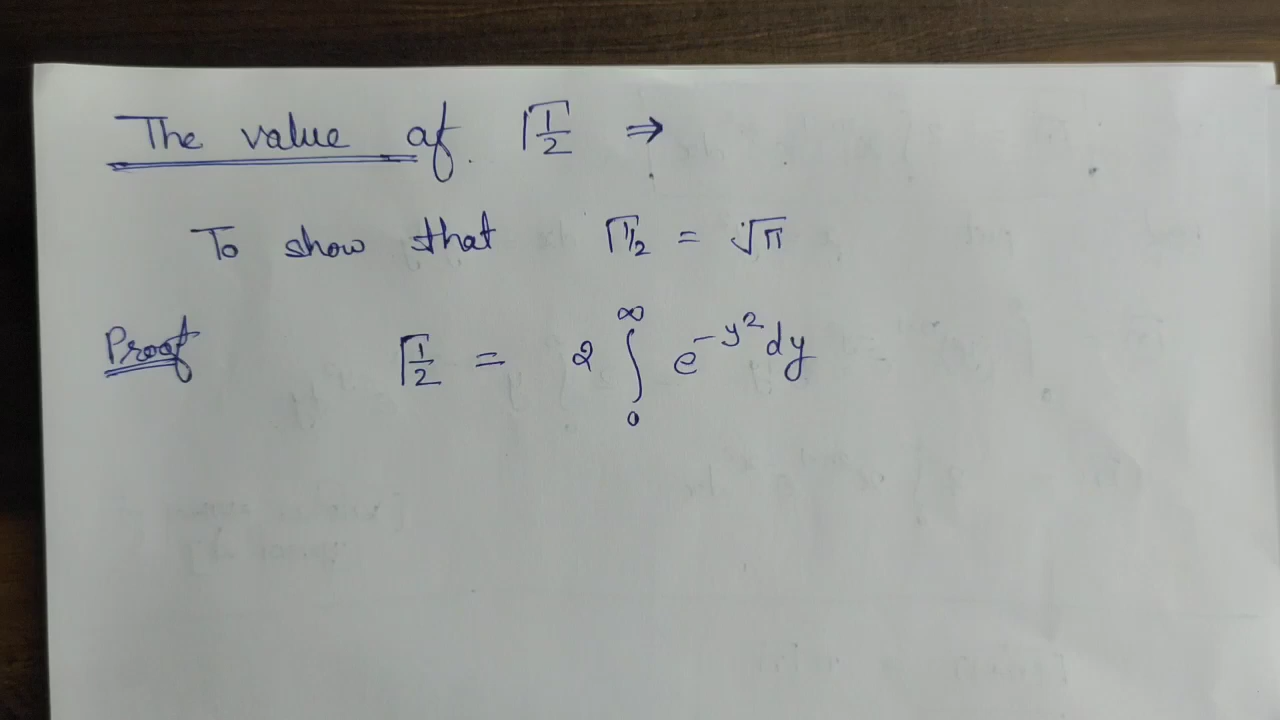 The value of Γ1/2 ⇒
To show that Γ1/2 = √π
Proof Γ1/2 = 2 ∫₀^∞ e^{-y²} dy